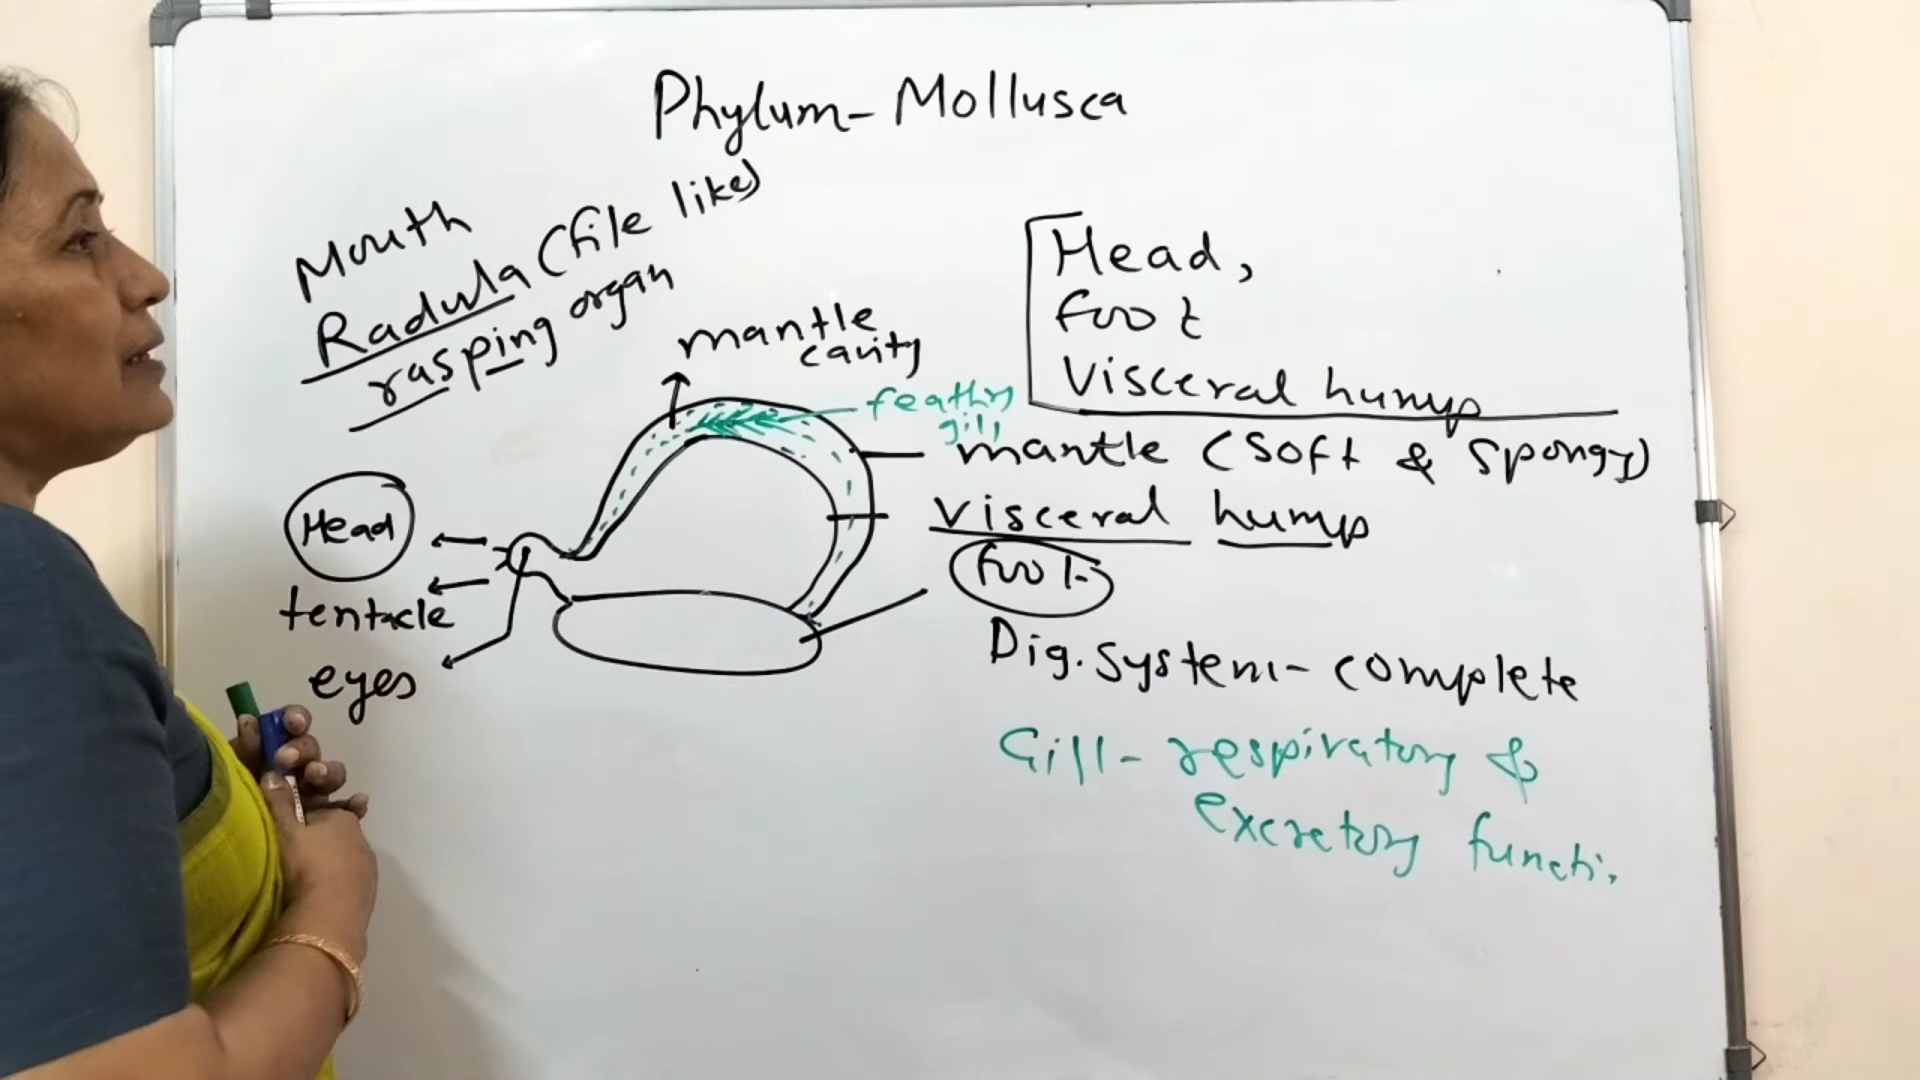 Phylum-Mollusca
Mouth
Radula (file like)
rasping organ
mantle
cavity
feathry
gill
Head,
foot
Visceral hump
mantle (soft & spongy)
visceral hump
foot
Head
tentacle
eyes
Dig. system- complete
Gill- respiratory &
excretory functi.